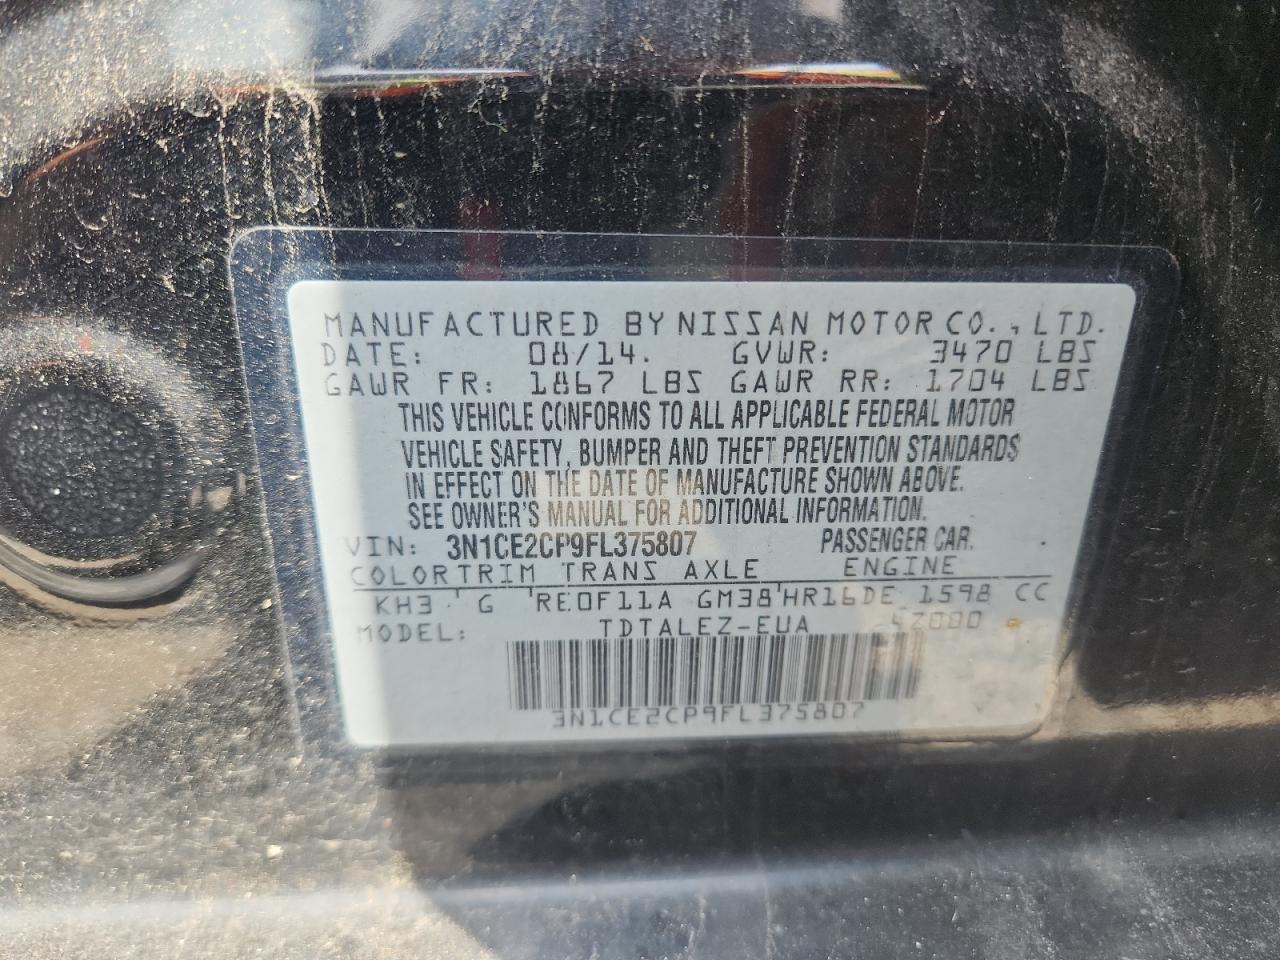 MANUFACTURED BY NISSAN MOTOR CO., LTD.
DATE: 08/14. GVWR: 3470 LBS
GAWR FR: 1867 LBS GAWR RR: 1704 LBS
THIS VEHICLE CONFORMS TO ALL APPLICABLE FEDERAL MOTOR
VEHICLE SAFETY, BUMPER AND THEFT PREVENTION STANDARDS
IN EFFECT ON THE DATE OF MANUFACTURE SHOWN ABOVE.
SEE OWNER'S MANUAL FOR ADDITIONAL INFORMATION.
VIN: 3N1CE2CP9FL375807 PASSENGER CAR.
COLORTRIM TRANS AXLE ENGINE
KH3 G RE0F11A GM38 HR16DE 1598 CC
MODEL: TDTALEZ-EUA
3N1CE2CP9FL375807